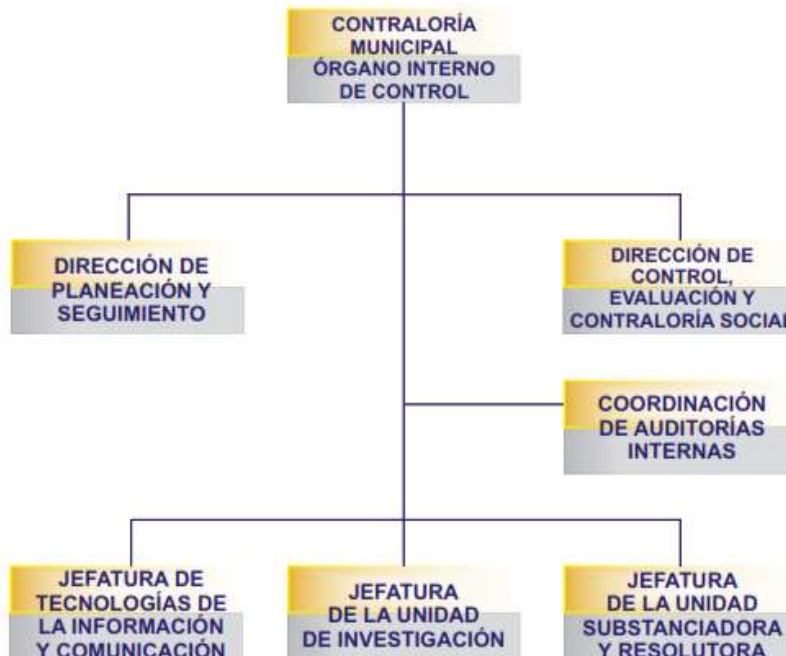 CONTRALORÍA
MUNICIPAL
ÓRGANO INTERNO
DE CONTROL
DIRECCIÓN DE
PLANEACIÓN Y
SEGUIMIENTO
DIRECCIÓN DE
CONTROL,
EVALUACIÓN Y
CONTRALORÍA SOCIAL
COORDINACIÓN
DE AUDITORÍAS
INTERNAS
JEFATURA DE
TECNOLOGÍAS DE
LA INFORMACIÓN
Y COMUNICACIÓN
JEFATURA
DE LA UNIDAD
DE INVESTIGACIÓN
JEFATURA
DE LA UNIDAD
SUBSTANCIADORA
Y RESOLUTORA